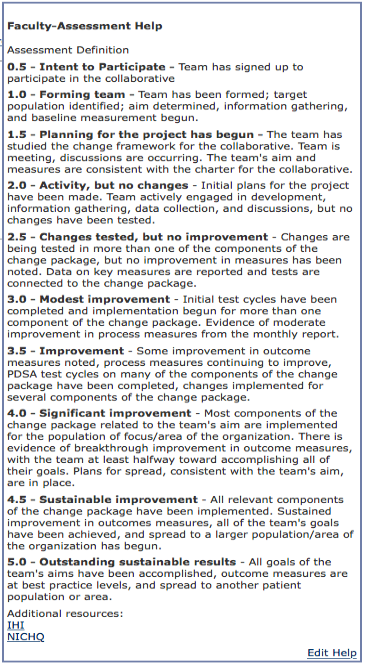 Faculty-Assessment Help
Assessment Definition
0.5 - Intent to Participate - Team has signed up to
participate in the collaborative
1.0 - Forming team - Team has been formed; target
population identified; aim determined, information gathering,
and baseline measurement begun.
1.5 - Planning for the project has begun - The team has
studied the change framework for the collaborative. Team is
meeting, discussions are occurring. The team's aim and
measures are consistent with the charter for the collaborative.
2.0 - Activity, but no changes - Initial plans for the project
have been made. Team actively engaged in development,
information gathering, data collection, and discussions, but no
changes have been tested.
2.5 - Changes tested, but no improvement - Changes are
being tested in more than one of the components of the
change package, but no improvement in measures has been
noted. Data on key measures are reported and tests are
connected to the change package.
3.0 - Modest improvement - Initial test cycles have been
completed and implementation begun for more than one
component of the change package. Evidence of moderate
improvement in process measures from the monthly report.
3.5 - Improvement - Some improvement in outcome
measures noted, process measures continuing to improve,
PDSA test cycles on many of the components of the change
package have been completed, changes implemented for
several components of the change package.
4.0 - Significant improvement - Most components of the
change package related to the team's aim are implemented
for the population of focus/area of the organization. There is
evidence of breakthrough improvement in outcome measures,
with the team at least halfway toward accomplishing all of
their goals. Plans for spread, consistent with the team's aim,
are in place.
4.5 - Sustainable improvement - All relevant components
of the change package have been implemented. Sustained
improvement in outcomes measures, all of the team's goals
have been achieved, and spread to a larger population/area of
the organization has begun.
5.0 - Outstanding sustainable results - All goals of the
team's aims have been accomplished, outcome measures are
at best practice levels, and spread to another patient
population or area.
Additional resources:
IHI
NICHQ
Edit Help